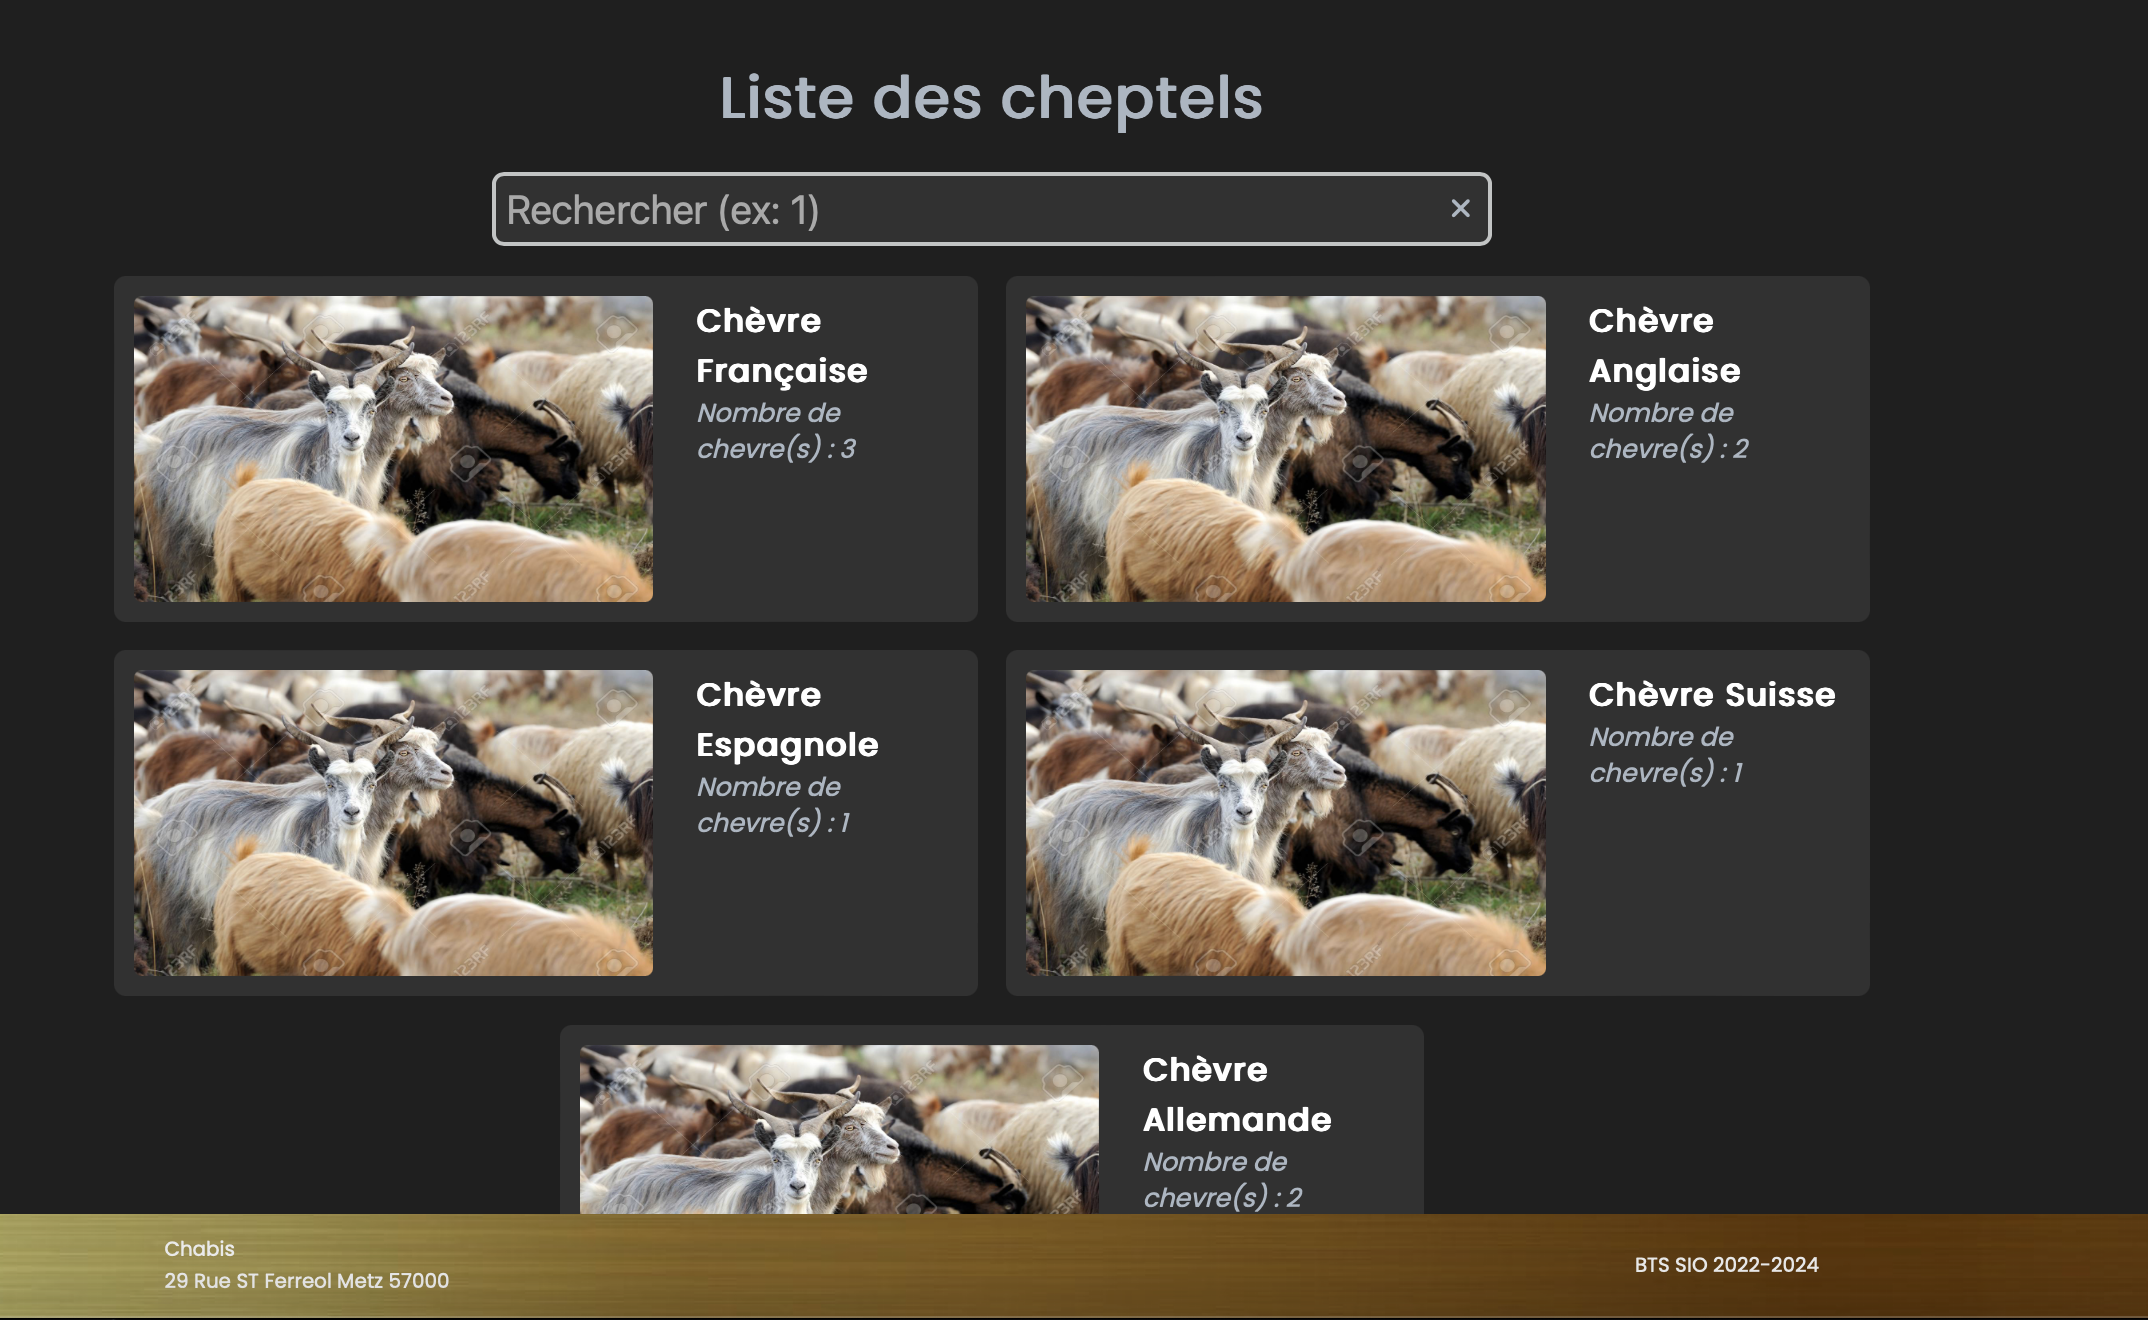 Liste des cheptels
Rechercher (ex: 1)
Chèvre
Française
Nombre de
chevre(s) : 3
Chèvre
Anglaise
Nombre de
chevre(s) : 2
Chèvre
Espagnole
Nombre de
chevre(s) : 1
Chèvre Suisse
Nombre de
chevre(s) : 1
Chèvre
Allemande
Nombre de
chevre(s) : 2
Chabis
29 Rue ST Ferreol Metz 57000
BTS SIO 2022-2024